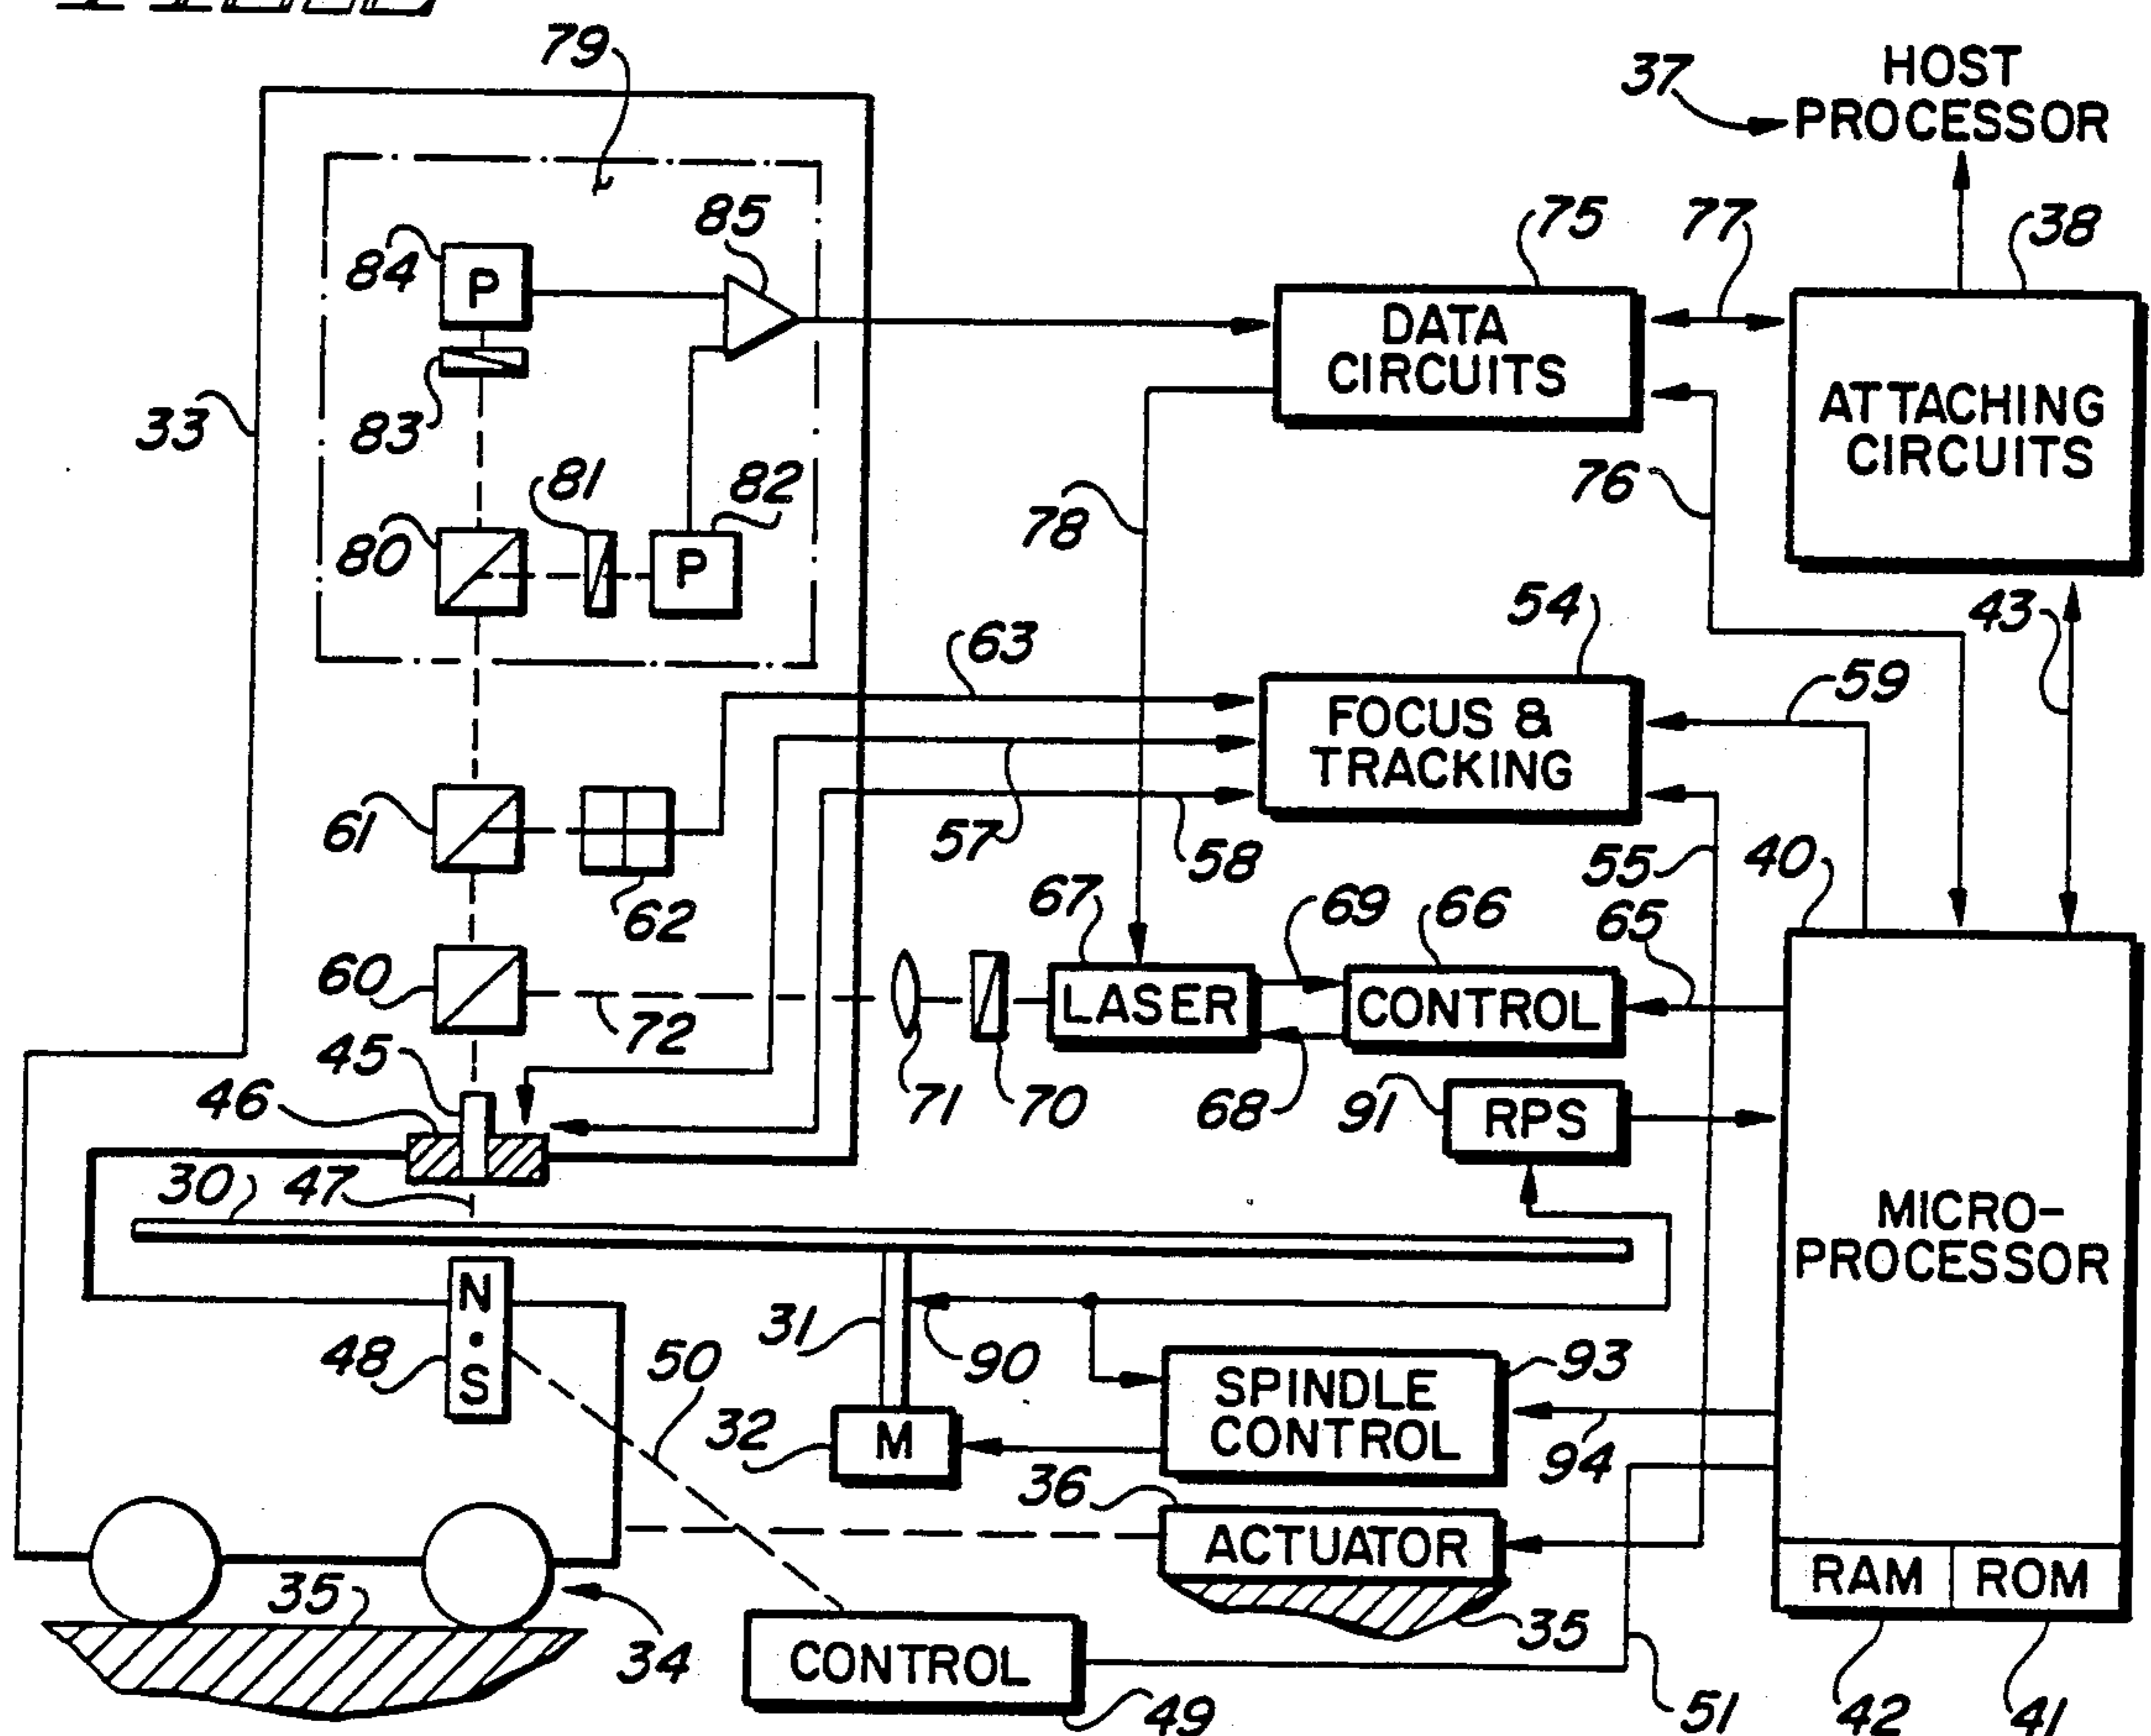 79
37
HOST
PROCESSOR
33
84
P
85
83
75
77
38
DATA
CIRCUITS
ATTACHING
CIRCUITS
81
82
80
P
78
76
43
54
63
59
FOCUS &
TRACKING
61
62
57
58
55
40
67
69
66
65
60
72
LASER
CONTROL
71
70
68
45
46
91
RPS
30
47
MICRO-
PROCESSOR
N
S
48
50
31
90
93
SPINDLE
CONTROL
32
M
94
36
ACTUATOR
35
34
35
RAM
ROM
CONTROL
49
51
42
41